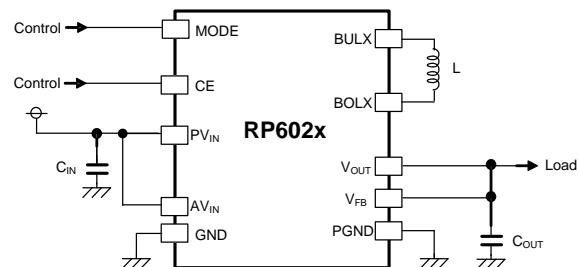 Control
MODE
BULX
L
Control
CE
BOLX
RP602x
PVIN
CIN
VOUT
Load
VFB
AVIN
GND
PGND
COUT